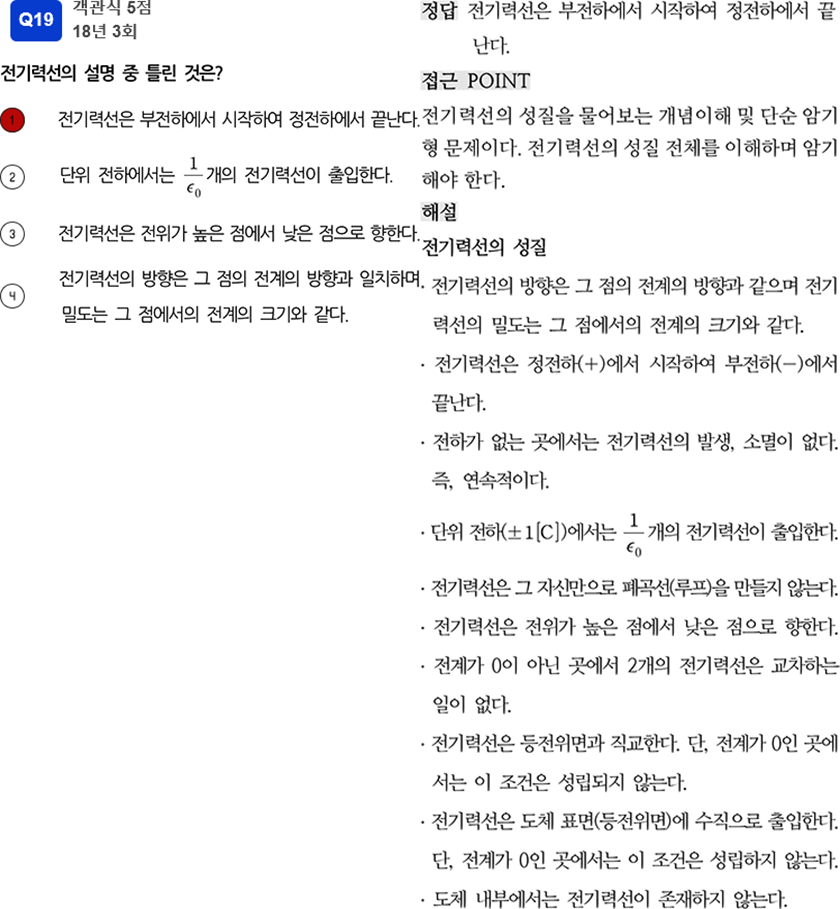 Q19
객관식 5점
18년 3회
전기력선의 설명 중 틀린 것은?
1 전기력선은 부전하에서 시작하여 정전하에서 끝난다.
2 단위 전하에서는 1/ϵ0 개의 전기력선이 출입한다.
3 전기력선은 전위가 높은 점에서 낮은 점으로 향한다.
4 전기력선의 방향은 그 점의 전계의 방향과 일치하며,
밀도는 그 점에서의 전계의 크기와 같다.
정답 전기력선은 부전하에서 시작하여 정전하에서 끝
난다.
접근 POINT
전기력선의 성질을 물어보는 개념이해 및 단순 암기
형 문제이다. 전기력선의 성질 전체를 이해하며 암기
해야 한다.
해설
전기력선의 성질
· 전기력선의 방향은 그 점의 전계의 방향과 같으며 전기
력선의 밀도는 그 점에서의 전계의 크기와 같다.
· 전기력선은 정전하(+)에서 시작하여 부전하(−)에서
끝난다.
· 전하가 없는 곳에서는 전기력선의 발생, 소멸이 없다.
즉, 연속적이다.
· 단위 전하(±1[C])에서는 1/ϵ0 개의 전기력선이 출입한다.
· 전기력선은 그 자신만으로 폐곡선(루프)을 만들지 않는다.
· 전기력선은 전위가 높은 점에서 낮은 점으로 향한다.
· 전계가 0이 아닌 곳에서 2개의 전기력선은 교차하는
일이 없다.
· 전기력선은 등전위면과 직교한다. 단, 전계가 0인 곳에
서는 이 조건은 성립되지 않는다.
· 전기력선은 도체 표면(등전위면)에 수직으로 출입한다.
단, 전계가 0인 곳에서는 이 조건은 성립하지 않는다.
· 도체 내부에서는 전기력선이 존재하지 않는다.